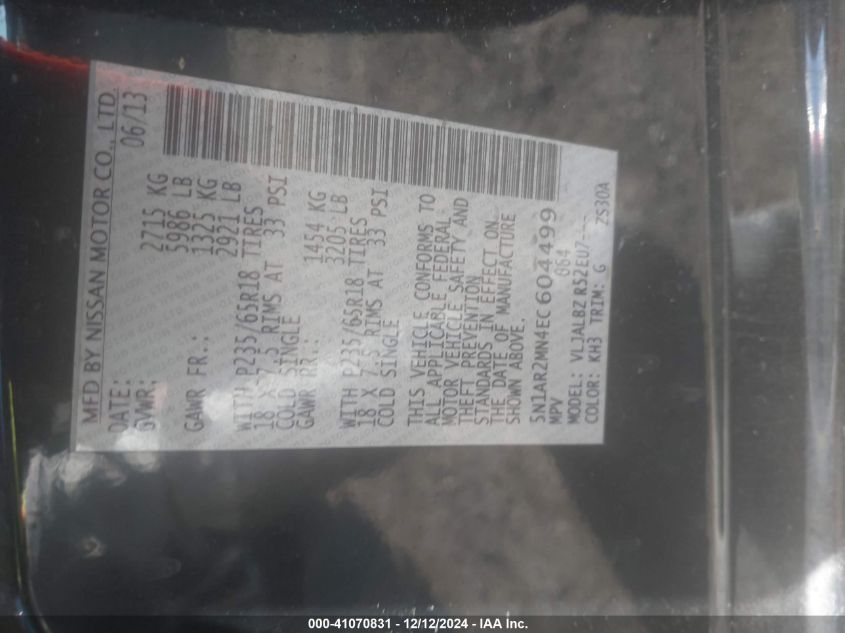 MFD BY NISSAN MOTOR CO., LTD.
DATE: 06/13
GVWR: 2715 KG
5986 LB
GAWR FR.: 1325 KG
2921 LB
WITH P235/65R18 TIRES
18 X 7.5 RIMS AT 33 PSI
COLD SINGLE
GAWR RR.: 1454 KG
3205 LB
WITH P235/65R18 TIRES
18 X 7.5 RIMS AT 33 PSI
COLD SINGLE
THIS VEHICLE CONFORMS TO
ALL APPLICABLE FEDERAL
MOTOR VEHICLE SAFETY AND
THEFT PREVENTION
STANDARDS IN EFFECT ON
THE DATE OF MANUFACTURE
SHOWN ABOVE.
5N1AR2MN4EC604499
MPV 064
MODEL: VLJALBZ R52EU7---
COLOR: KH3 TRIM: G ZS30A
000-41070831 - 12/12/2024 - IAA Inc.